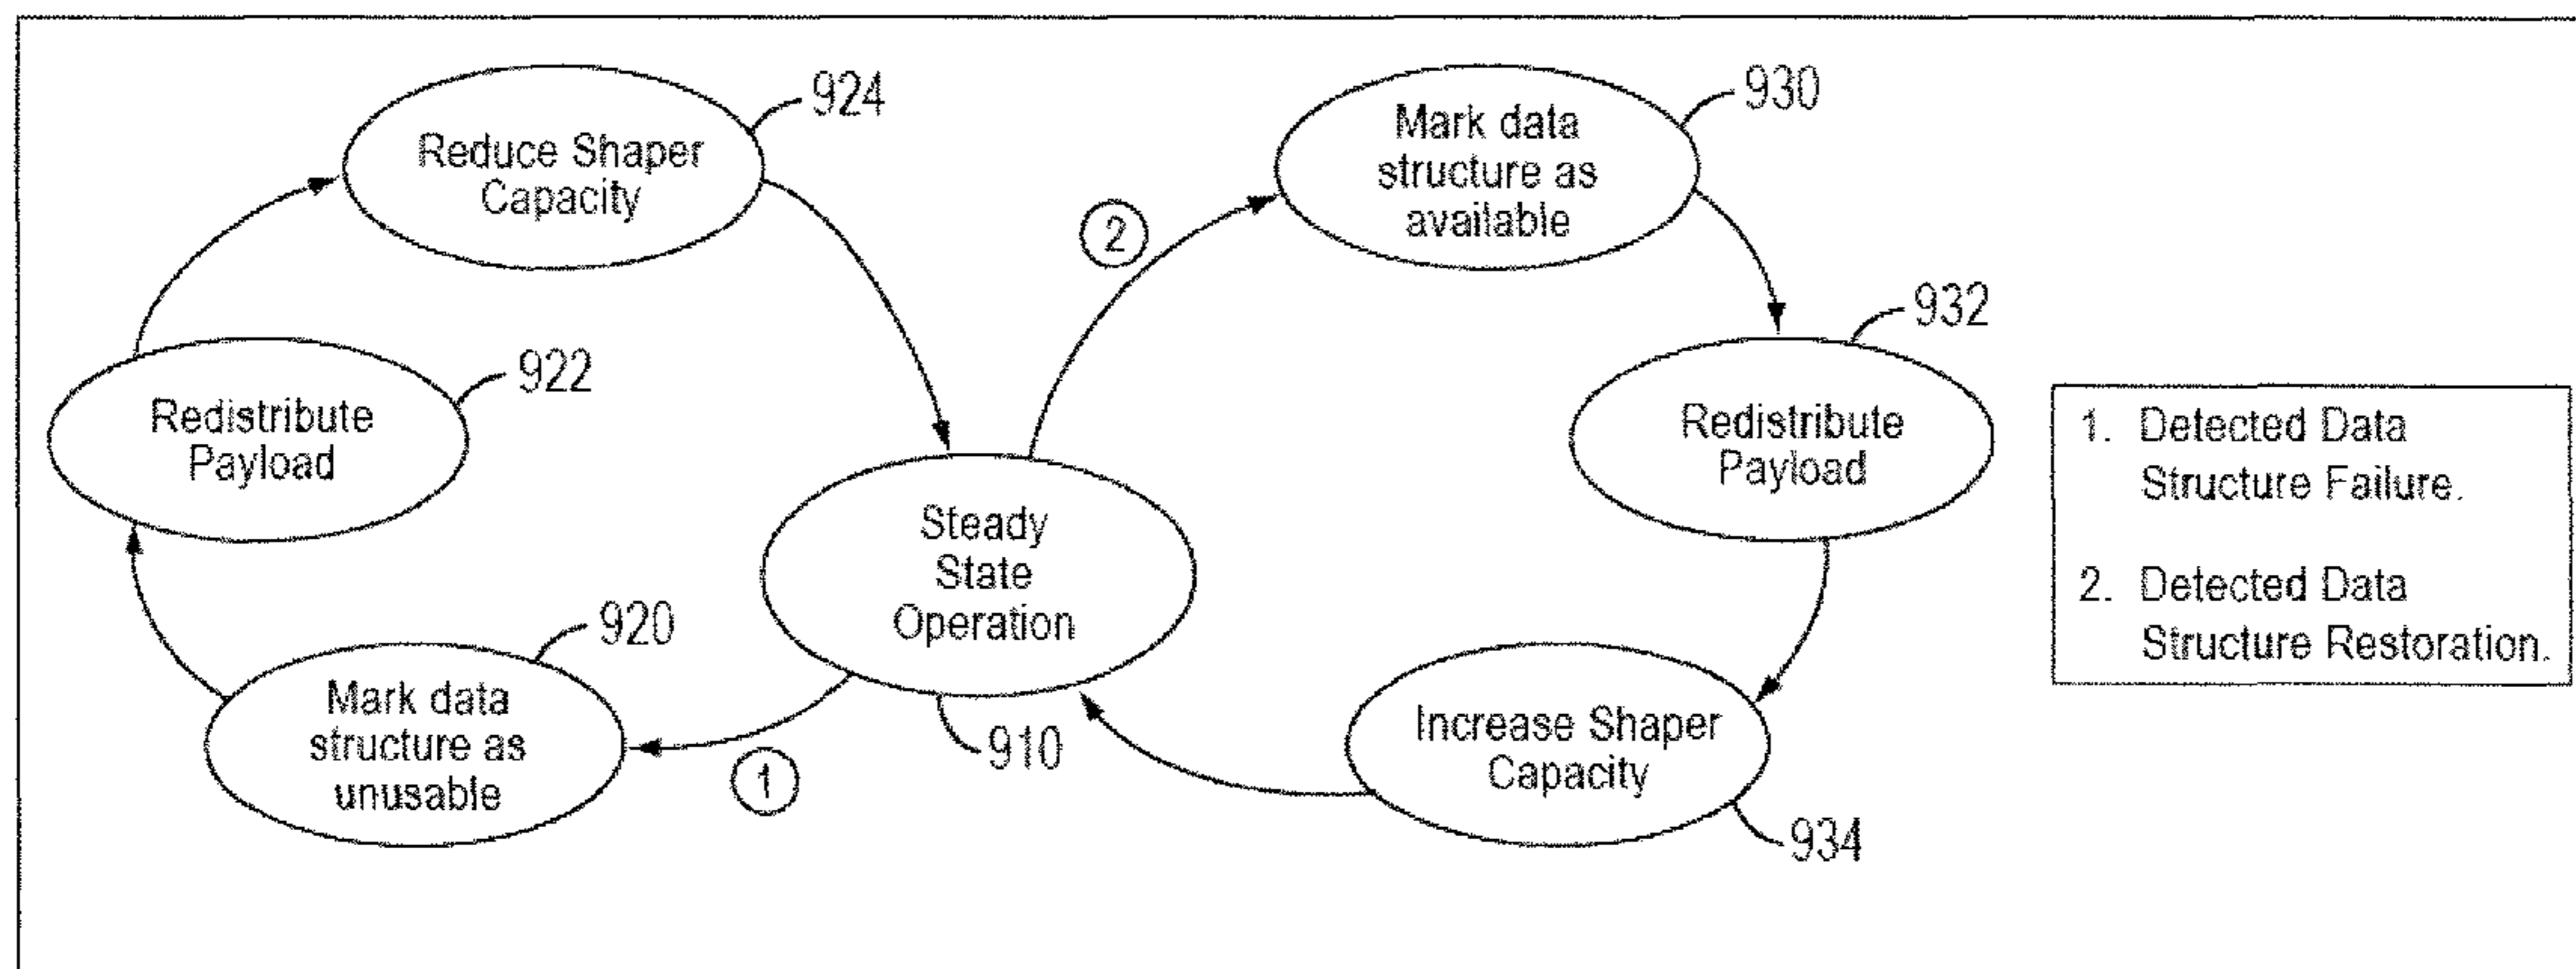 924
Reduce Shaper
Capacity
930
Mark data
structure as
available
2
932
Redistribute
Payload
922
Redistribute
Payload
1. Detected Data
Structure Failure.
2. Detected Data
Structure Restoration.
Steady
State
Operation
910
920
Mark data
structure as
unusable
1
Increase Shaper
Capacity
934